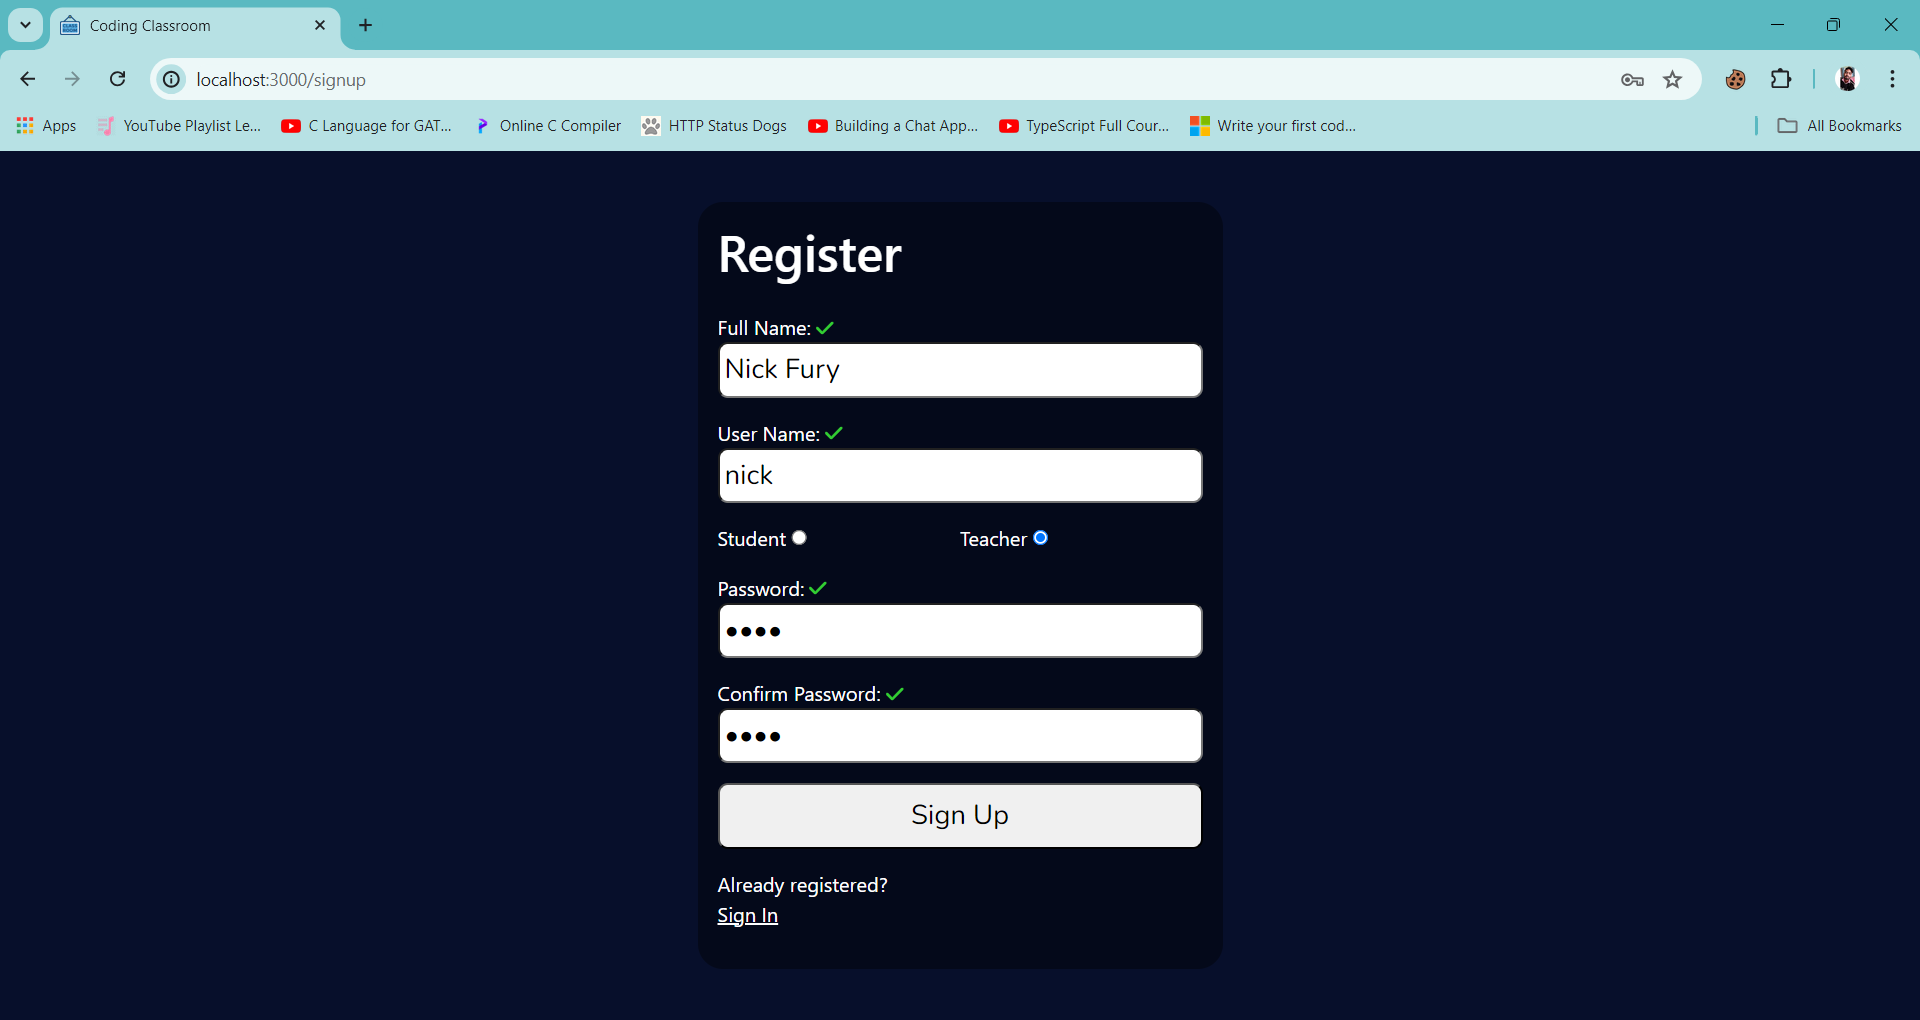 Coding Classroom
localhost:3000/signup
Apps YouTube Playlist Le... C Language for GAT... Online C Compiler HTTP Status Dogs Building a Chat App... TypeScript Full Cour... Write your first cod... All Bookmarks
Register
Full Name:
Nick Fury
User Name:
nick
Student Teacher
Password:
••••
Confirm Password:
••••
Sign Up
Already registered?
Sign In